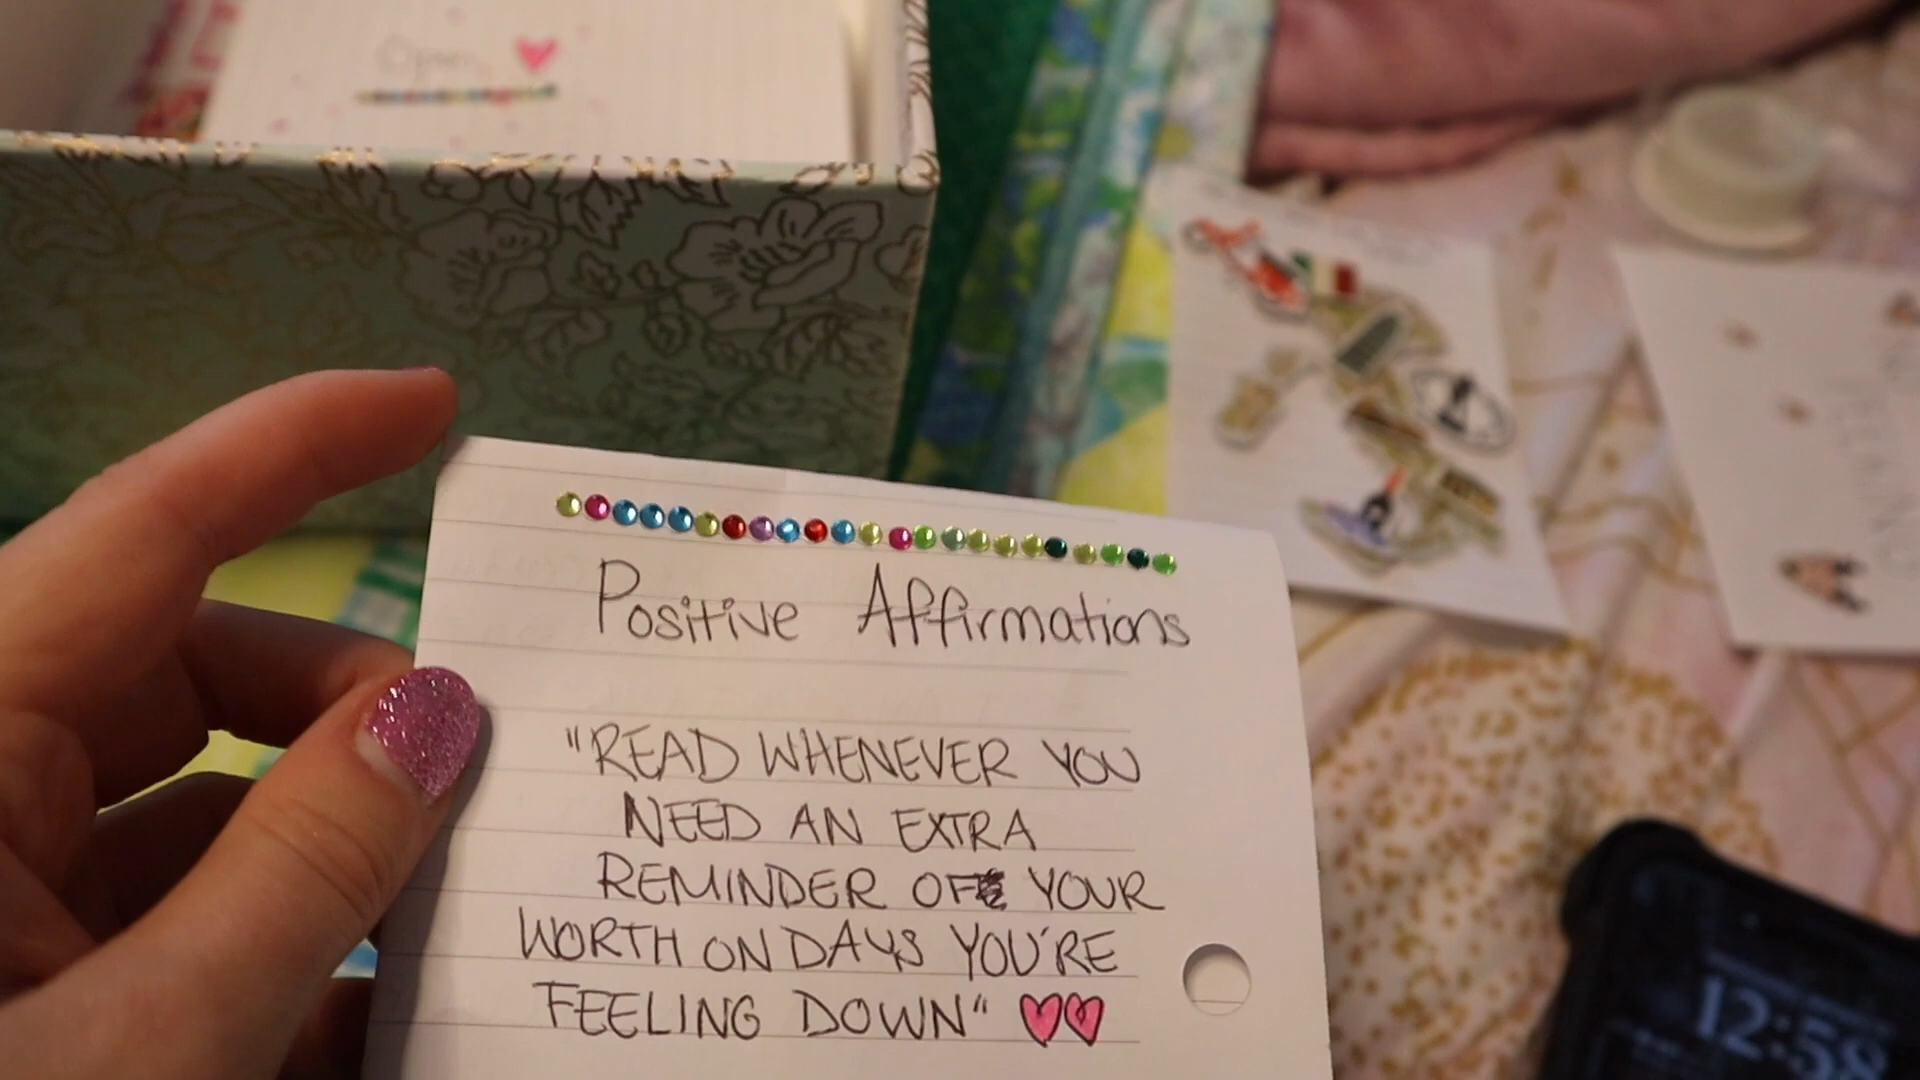 Open
Positive Affirmations
"READ WHENEVER YOU
NEED AN EXTRA
REMINDER OF YOUR
WORTH ON DAYS YOU'RE
FEELING DOWN"
12:58